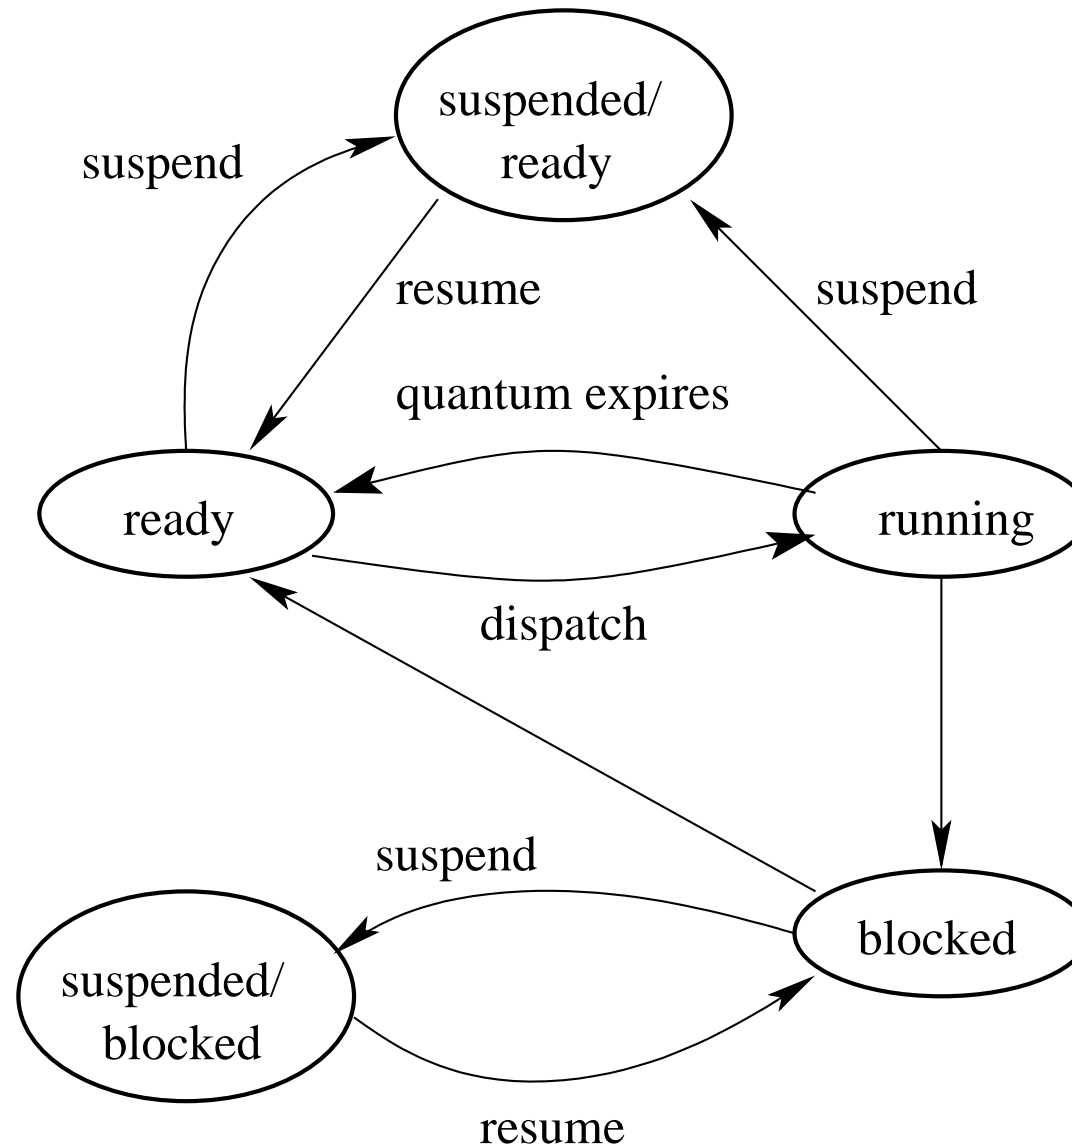 suspended/
ready
suspend
resume
suspend
quantum expires
ready
running
dispatch
suspend
blocked
suspended/
blocked
resume